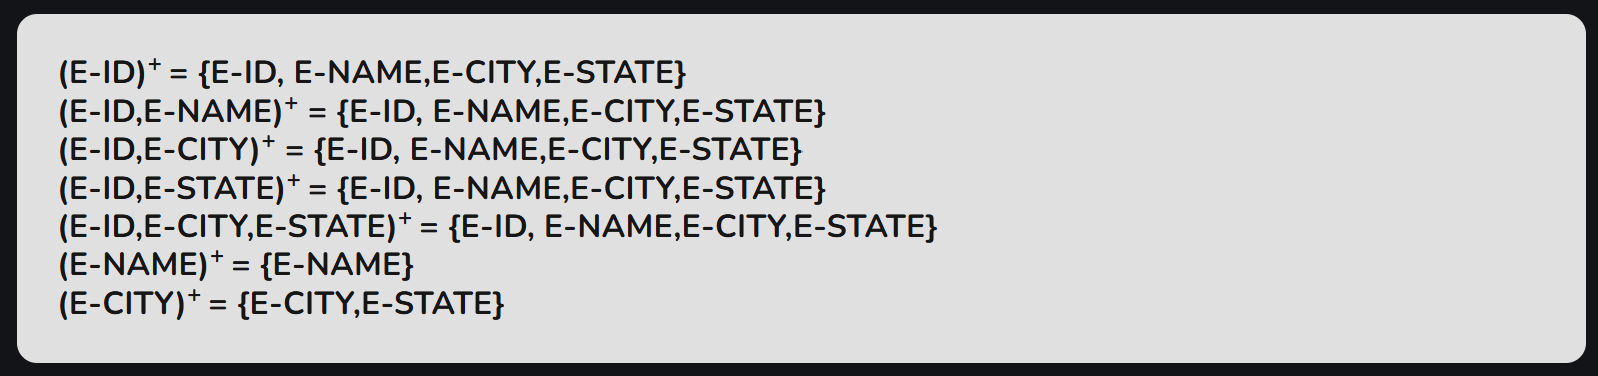 (E-ID)⁺ = {E-ID, E-NAME,E-CITY,E-STATE}
(E-ID,E-NAME)⁺ = {E-ID, E-NAME,E-CITY,E-STATE}
(E-ID,E-CITY)⁺ = {E-ID, E-NAME,E-CITY,E-STATE}
(E-ID,E-STATE)⁺ = {E-ID, E-NAME,E-CITY,E-STATE}
(E-ID,E-CITY,E-STATE)⁺ = {E-ID, E-NAME,E-CITY,E-STATE}
(E-NAME)⁺ = {E-NAME}
(E-CITY)⁺ = {E-CITY,E-STATE}